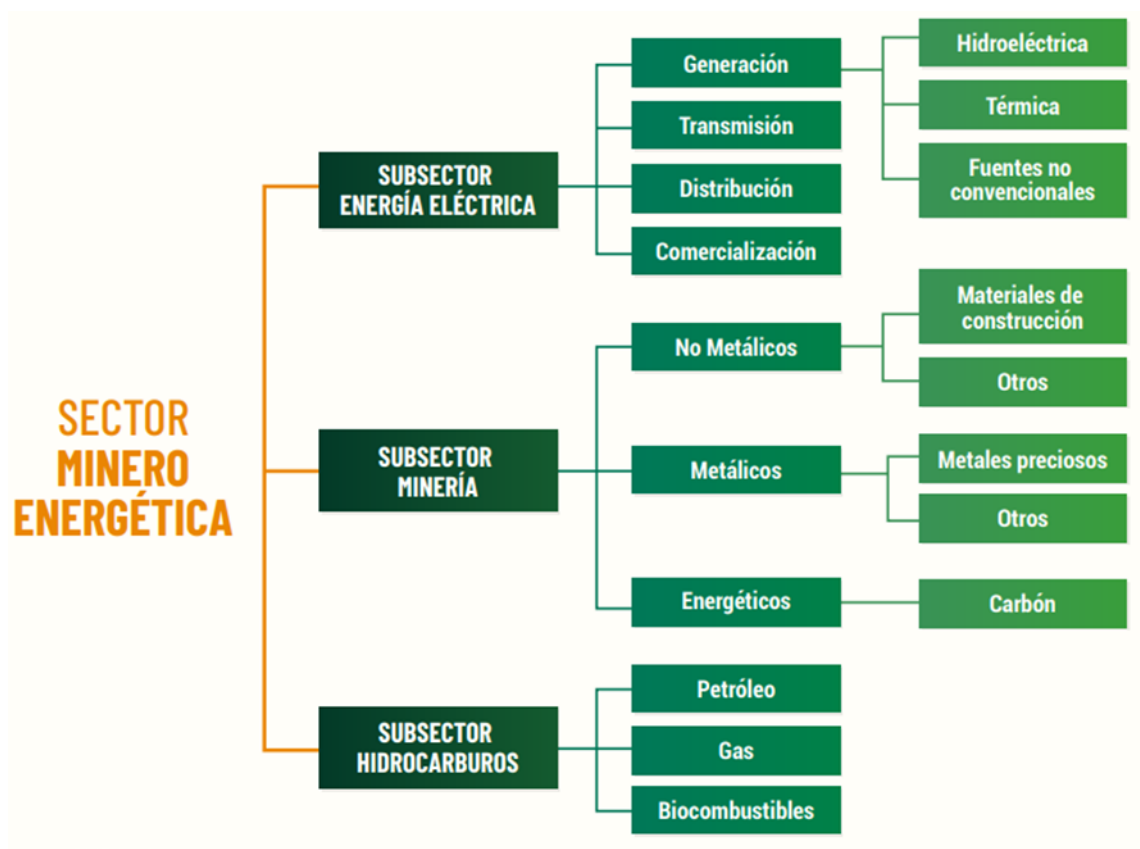 SECTOR
MINERO
ENERGÉTICA
SUBSECTOR
ENERGÍA ELÉCTRICA
Generación
Hidroeléctrica
Térmica
Fuentes no
convencionales
Transmisión
Distribución
Comercialización
SUBSECTOR
MINERÍA
No Metálicos
Materiales de
construcción
Otros
Metálicos
Metales preciosos
Otros
Energéticos
Carbón
SUBSECTOR
HIDROCARBUROS
Petróleo
Gas
Biocombustibles